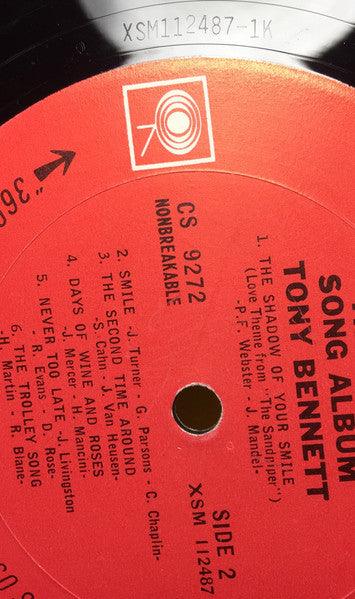 XSM112487-1K
"360
SONG ALBUM
TONY BENNETT
CS 9272
NONBREAKABLE
SIDE 2
XSM 112487
1. THE SHADOW OF YOUR SMILE
(Love Theme from "The Sandpiper")
-P.F. Webster - J. Mandel-
2. SMILE -J. Turner - G. Parsons - C. Chaplin-
3. THE SECOND TIME AROUND
-S. Cahn - J. Van Heusen-
4. DAYS OF WINE AND ROSES
-J. Mercer - H. Mancini-
5. NEVER TOO LATE -J. Livingston
- R. Evans - D. Rose-
6. THE TROLLEY SONG
-H. Martin - R. Blane-